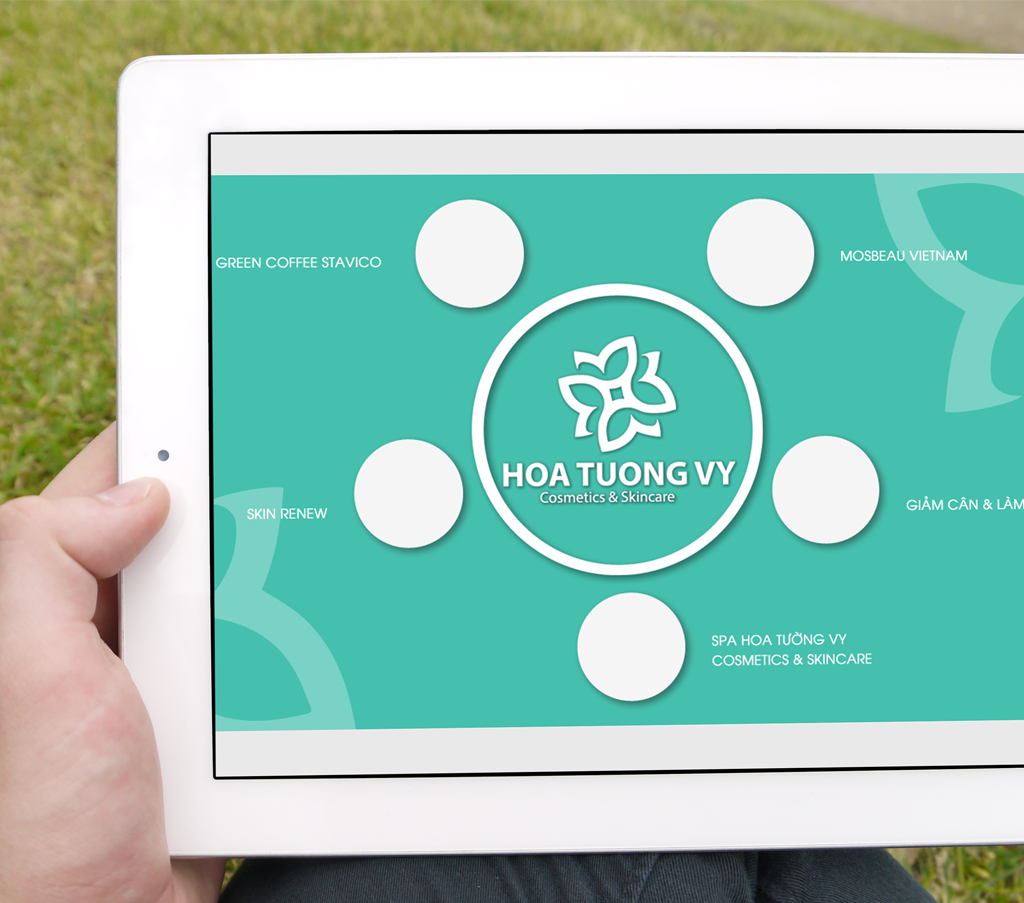 GREEN COFFEE STAVICO
MOSBEAU VIETNAM
HOA TUONG VY
Cosmetics & Skincare
SKIN RENEW
GIẢM CÂN & LÀM
SPA HOA TƯỜNG VY
COSMETICS & SKINCARE